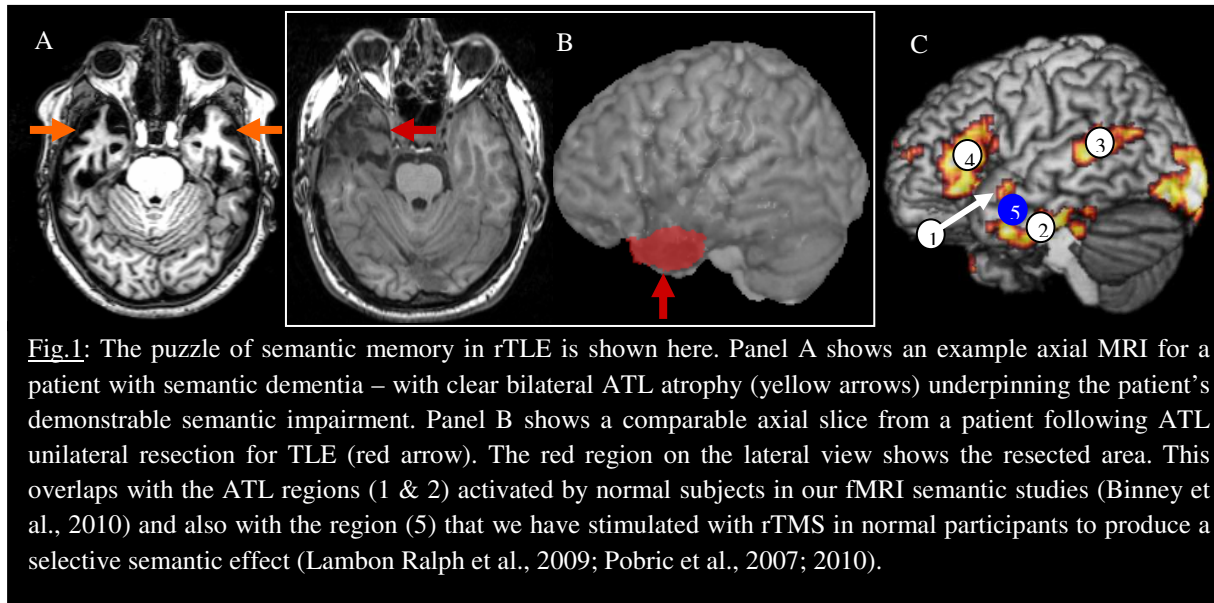 A
B
C
4
3
5
2
1
Fig.1: The puzzle of semantic memory in rTLE is shown here. Panel A shows an example axial MRI for a
patient with semantic dementia – with clear bilateral ATL atrophy (yellow arrows) underpinning the patient's
demonstrable semantic impairment. Panel B shows a comparable axial slice from a patient following ATL
unilateral resection for TLE (red arrow). The red region on the lateral view shows the resected area. This
overlaps with the ATL regions (1 & 2) activated by normal subjects in our fMRI semantic studies (Binney et
al., 2010) and also with the region (5) that we have stimulated with rTMS in normal participants to produce a
selective semantic effect (Lambon Ralph et al., 2009; Pobric et al., 2007; 2010).